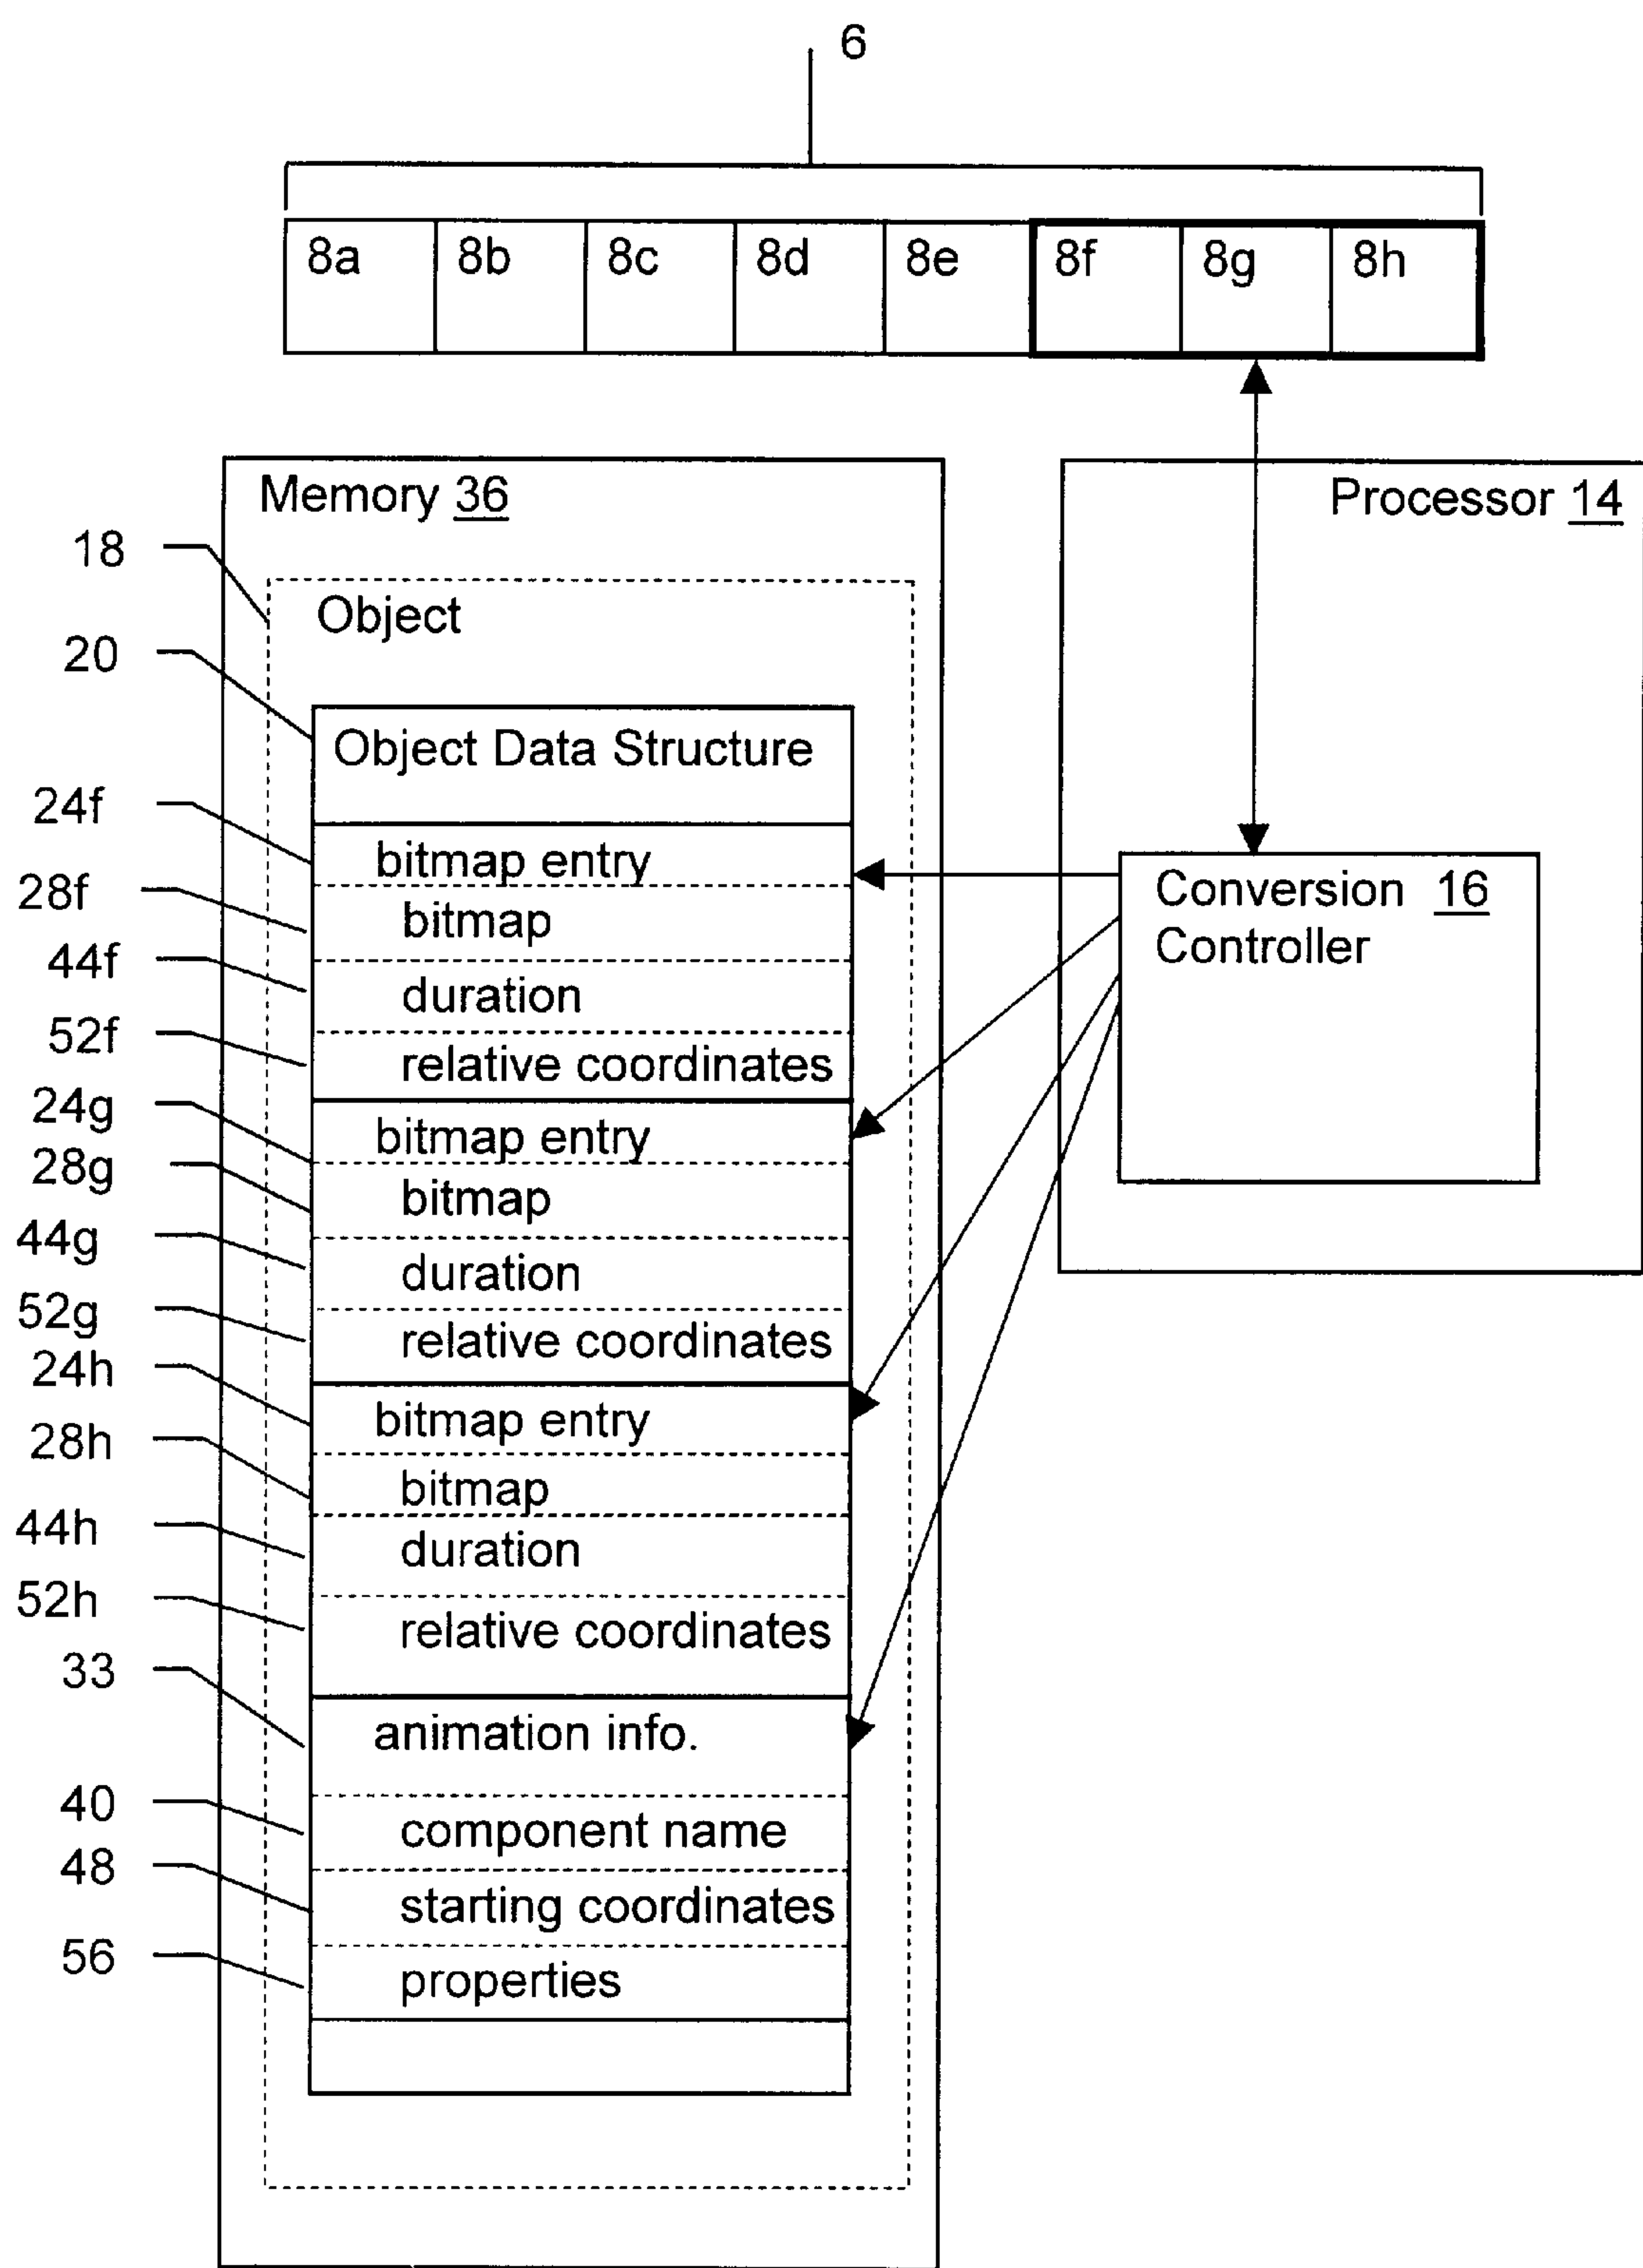 6
8a 8b 8c 8d 8e 8f 8g 8h
Memory 36
Processor 14
18
Object
20
Object Data Structure
24f
bitmap entry
28f
bitmap
44f
duration
52f
relative coordinates
24g
bitmap entry
28g
bitmap
44g
duration
52g
relative coordinates
24h
bitmap entry
28h
bitmap
44h
duration
52h
relative coordinates
33
animation info.
40
component name
48
starting coordinates
56
properties
Conversion 16
Controller